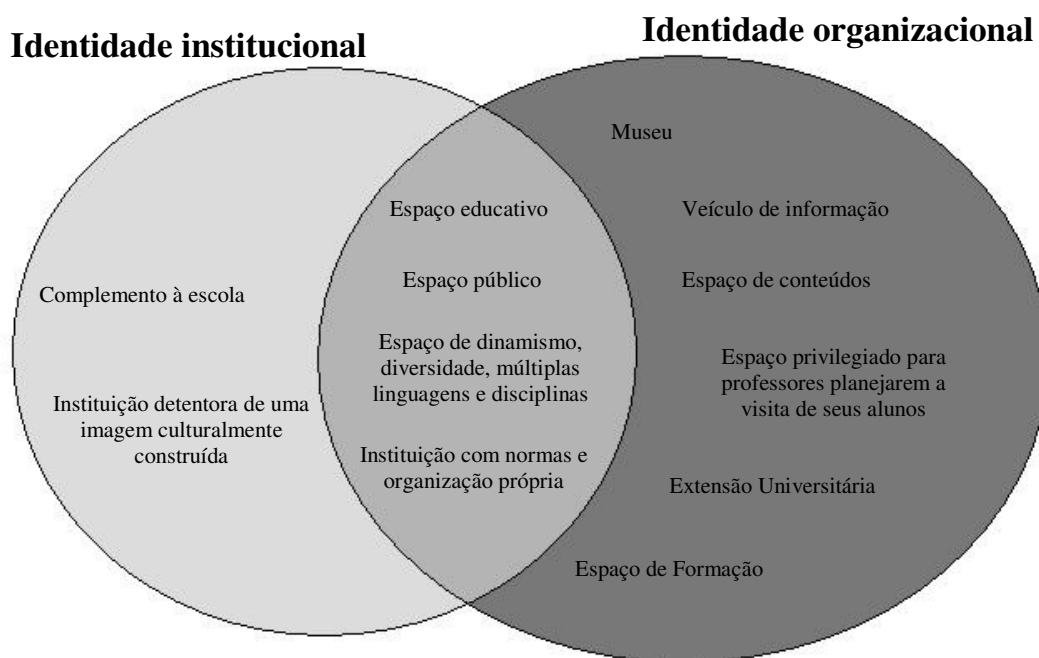 Identidade institucional
Identidade organizacional
Museu
Espaço educativo
Veículo de informação
Complemento à escola
Espaço público
Espaço de conteúdos
Espaço de dinamismo,
diversidade, múltiplas
linguagens e disciplinas
Espaço privilegiado para
professores planejarem a
visita de seus alunos
Instituição detentora de uma
imagem culturalmente
construída
Instituição com normas e
organização própria
Extensão Universitária
Espaço de Formação